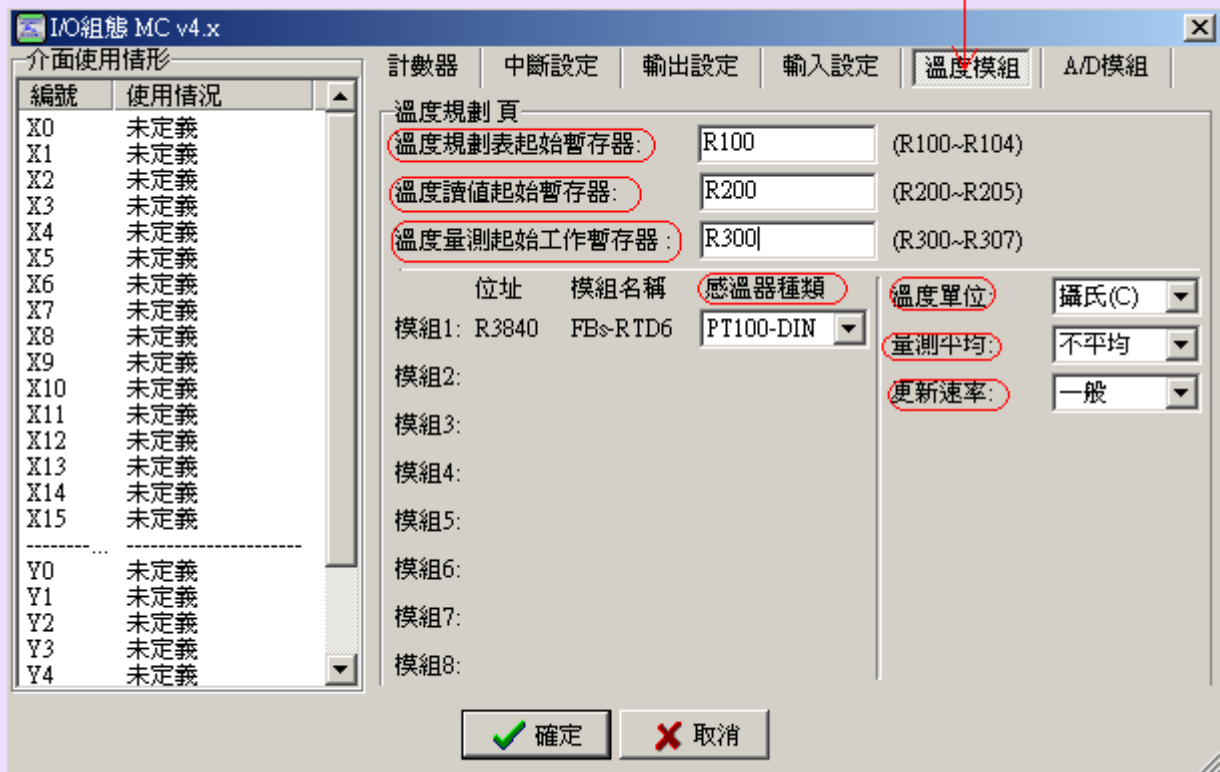 I/O組態 MC v4.x
介面使用情形
編號 使用情況
X0 未定義
X1 未定義
X2 未定義
X3 未定義
X4 未定義
X5 未定義
X6 未定義
X7 未定義
X8 未定義
X9 未定義
X10 未定義
X11 未定義
X12 未定義
X13 未定義
X14 未定義
X15 未定義
--------... ----------------------
Y0 未定義
Y1 未定義
Y2 未定義
Y3 未定義
Y4 未定義
計數器 中斷設定 輸出設定 輸入設定 溫度模組 A/D模組
溫度規劃 頁
溫度規劃表起始暫存器: R100 (R100~R104)
溫度讀值起始暫存器: R200 (R200~R205)
溫度量測起始工作暫存器 : R300 (R300~R307)
位址 模組名稱 感溫器種類
模組1: R3840 FBs-RTD6 PT100-DIN
模組2:
模組3:
模組4:
模組5:
模組6:
模組7:
模組8:
溫度單位: 攝氏(C)
量測平均: 不平均
更新速率: 一般
確定 取消